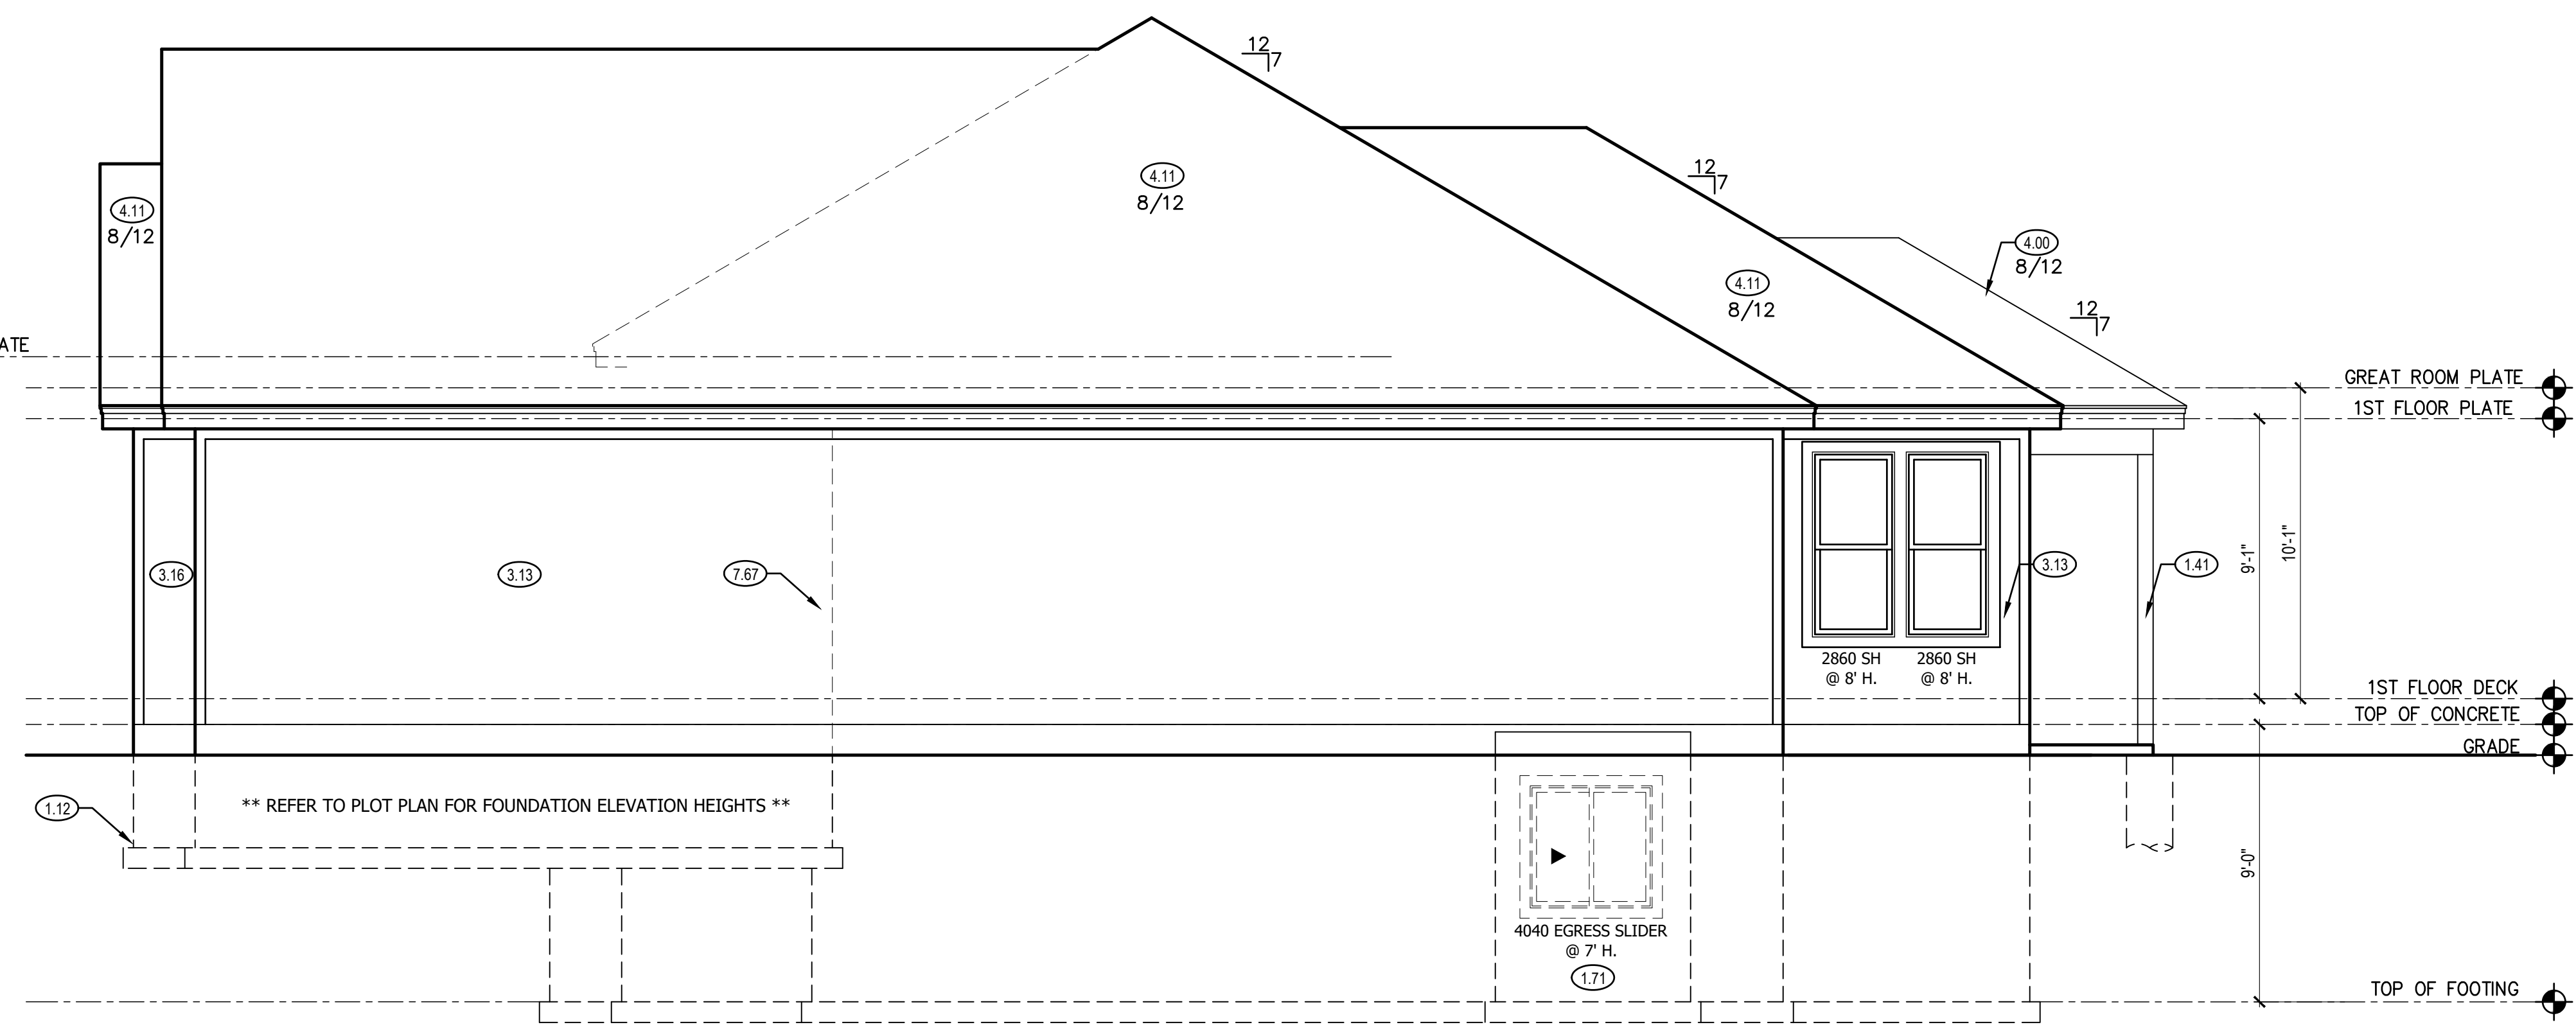 12
7
12
7
4.11
8/12
4.11
8/12
4.00
8/12
4.11
8/12
12
7
ATE
GREAT ROOM PLATE
1ST FLOOR PLATE
3.16
3.13
7.67
3.13
1.41
9'-1"
10'-1"
2860 SH
@ 8' H.
2860 SH
@ 8' H.
1ST FLOOR DECK
TOP OF CONCRETE
GRADE
1.12
** REFER TO PLOT PLAN FOR FOUNDATION ELEVATION HEIGHTS **
9'-0"
4040 EGRESS SLIDER
@ 7' H.
1.71
TOP OF FOOTING